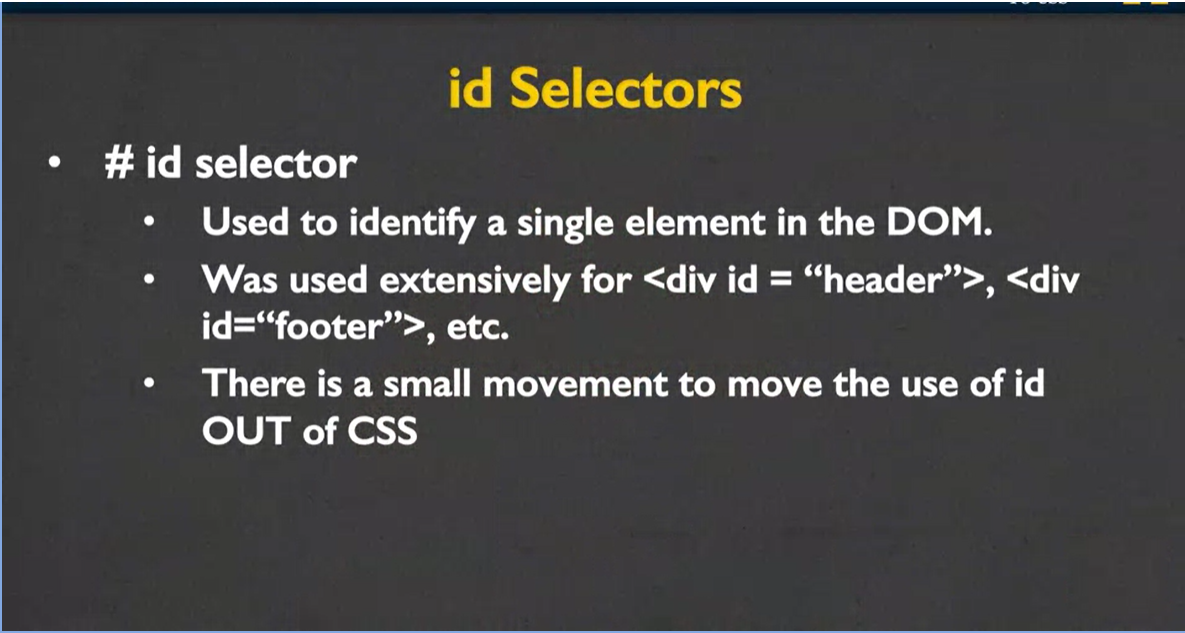 id Selectors
• # id selector
• Used to identify a single element in the DOM.
• Was used extensively for <div id = “header”>, <div
id=“footer”>, etc.
• There is a small movement to move the use of id
OUT of CSS